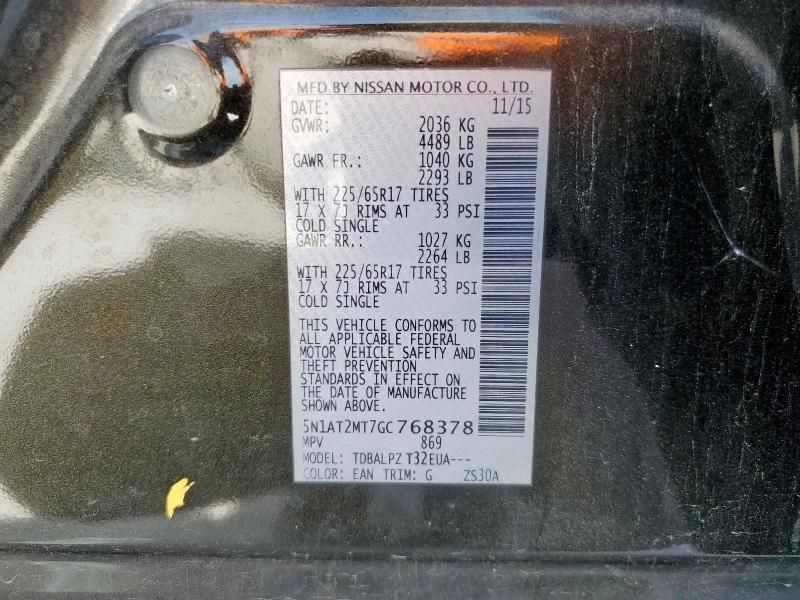 MFD BY NISSAN MOTOR CO., LTD.
DATE: 11/15
GVWR: 2036 KG
4489 LB
GAWR FR.: 1040 KG
2293 LB
WITH 225/65R17 TIRES
17 X 7J RIMS AT 33 PSI
COLD SINGLE
GAWR RR.: 1027 KG
2264 LB
WITH 225/65R17 TIRES
17 X 7J RIMS AT 33 PSI
COLD SINGLE
THIS VEHICLE CONFORMS TO
ALL APPLICABLE FEDERAL
MOTOR VEHICLE SAFETY AND
THEFT PREVENTION
STANDARDS IN EFFECT ON
THE DATE OF MANUFACTURE
SHOWN ABOVE.
5N1AT2MT7GC768378
MPV 869
MODEL: TDBALPZ T32EUA---
COLOR: EAN TRIM: G ZS30A